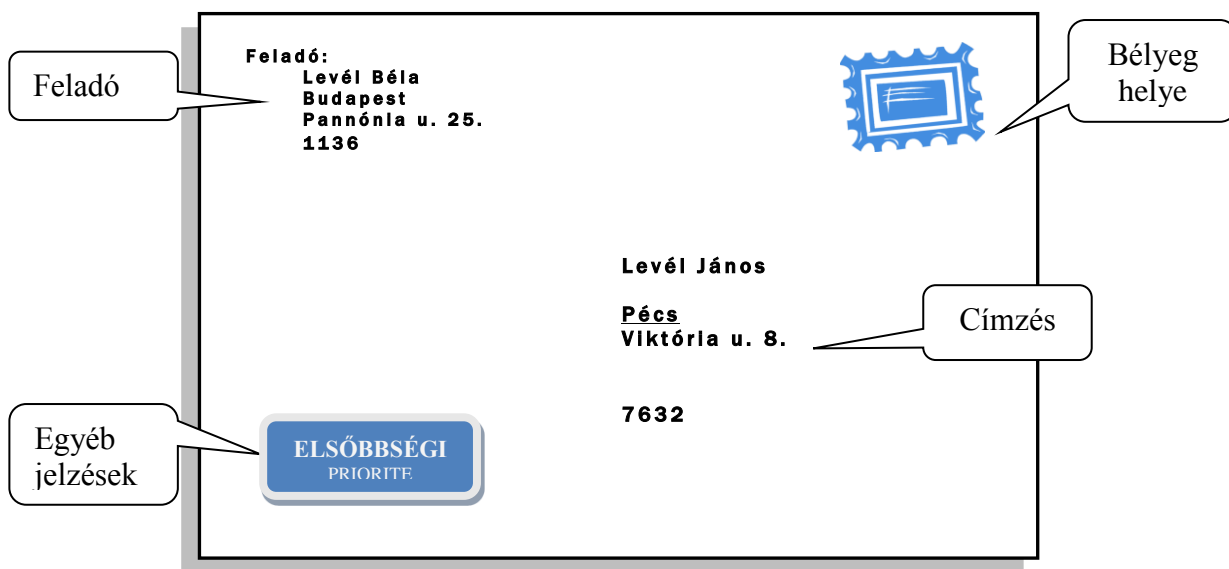 Feladó:
Levél Béla
Budapest
Pannónia u. 25.
1136
Feladó
Bélyeg
helye
Levél János
Pécs
Viktória u. 8.
Címzés
7632
Egyéb
jelzések
ELSŐBBSÉGI
PRIORITE